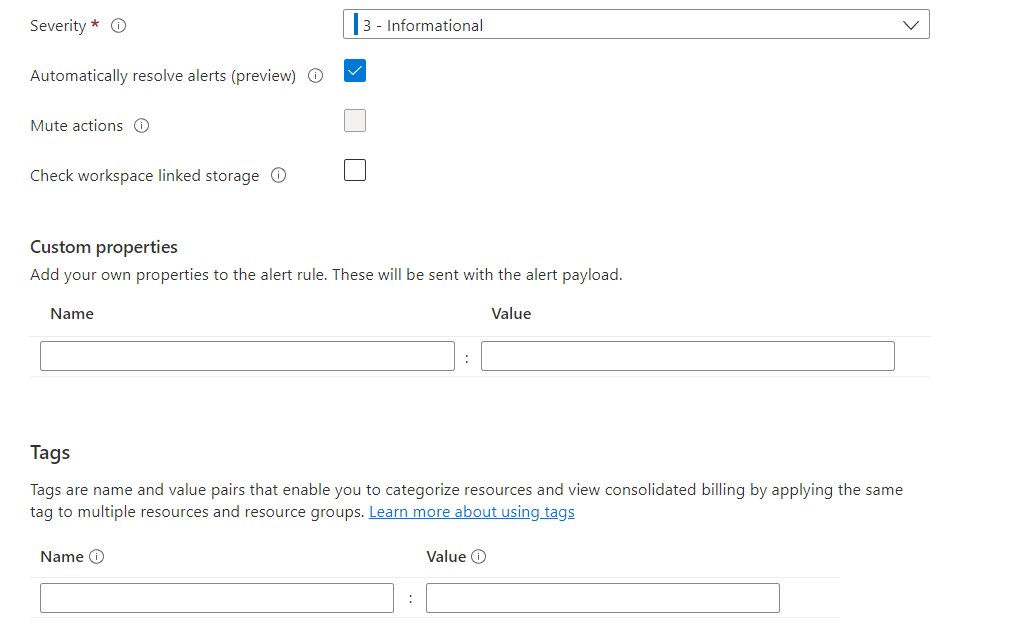 Severity * 3 - Informational
Automatically resolve alerts (preview)
Mute actions
Check workspace linked storage
Custom properties
Add your own properties to the alert rule. These will be sent with the alert payload.
Name Value
:
Tags
Tags are name and value pairs that enable you to categorize resources and view consolidated billing by applying the same
tag to multiple resources and resource groups. Learn more about using tags
Name Value
: